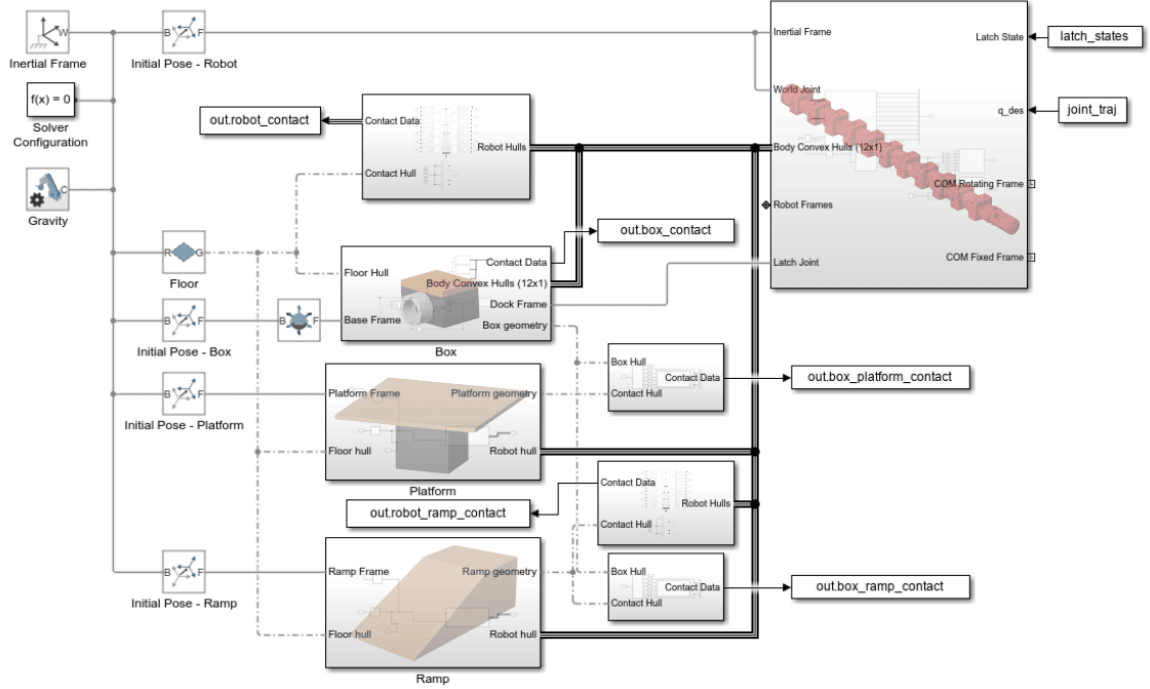 W
Inertial Frame
B
F
Initial Pose - Robot
f(x) = 0
Solver
Configuration
C
Gravity
R
G
Floor
B
F
Initial Pose - Box
B
F
B
F
Initial Pose - Platform
B
F
Initial Pose - Ramp
out.robot_contact
Contact Data
Robot Hulls
Contact Hull
out.box_contact
Floor Hull
Contact Data
Body Convex Hulls (12x1)
Dock Frame
Base Frame
Box geometry
Box
Platform Frame
Platform geometry
Floor hull
Robot hull
Platform
Box Hull
Contact Data
Contact Hull
out.box_platform_contact
out.robot_ramp_contact
Contact Data
Robot Hulls
Contact Hull
Ramp Frame
Ramp geometry
Floor hull
Robot hull
Ramp
Box Hull
Contact Data
Contact Hull
out.box_ramp_contact
Inertial Frame
Latch State
latch_states
World Joint
q_des
joint_traj
Body Convex Hulls (12x1)
COM Rotating Frame
Robot Frames
Latch Joint
COM Fixed Frame